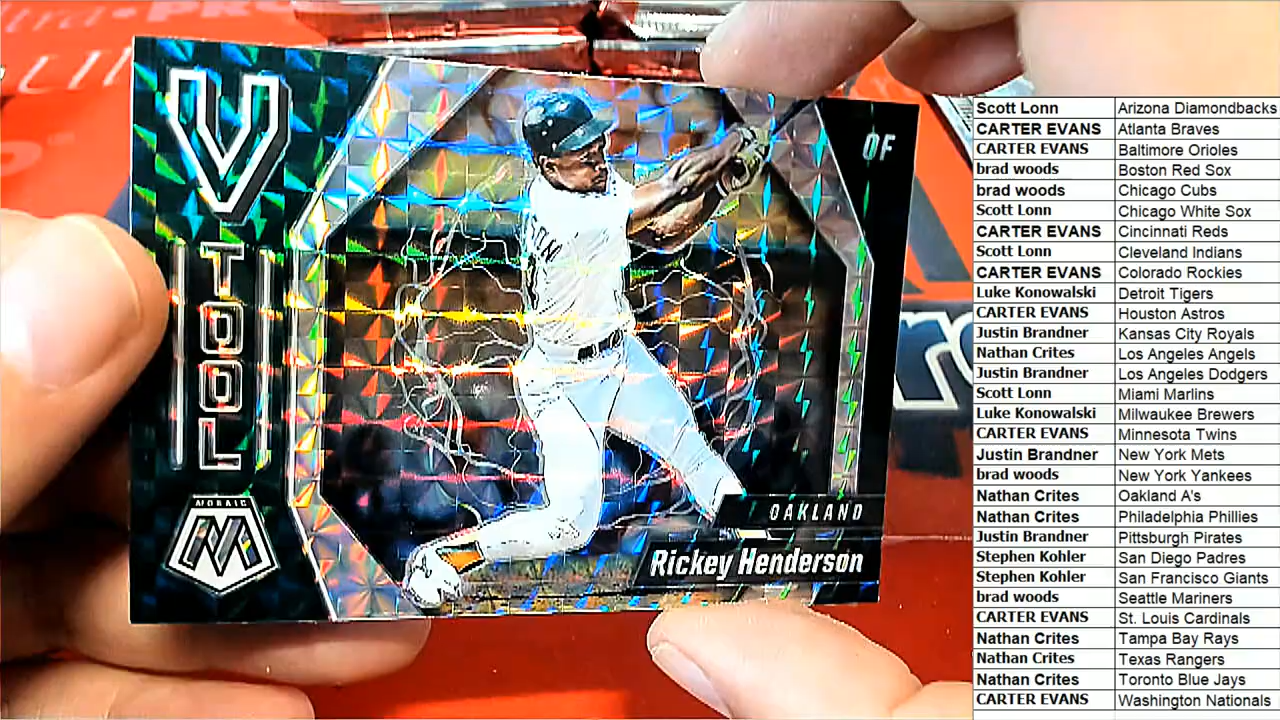 V
TOOL
MOSAIC
M
OF
OAKLAND
Rickey Henderson
Scott Lonn Arizona Diamondbacks
CARTER EVANS Atlanta Braves
CARTER EVANS Baltimore Orioles
brad woods Boston Red Sox
brad woods Chicago Cubs
Scott Lonn Chicago White Sox
CARTER EVANS Cincinnati Reds
Scott Lonn Cleveland Indians
CARTER EVANS Colorado Rockies
Luke Konowalski Detroit Tigers
CARTER EVANS Houston Astros
Justin Brandner Kansas City Royals
Nathan Crites Los Angeles Angels
Justin Brandner Los Angeles Dodgers
Scott Lonn Miami Marlins
Luke Konowalski Milwaukee Brewers
CARTER EVANS Minnesota Twins
Justin Brandner New York Mets
brad woods New York Yankees
Nathan Crites Oakland A's
Nathan Crites Philadelphia Phillies
Justin Brandner Pittsburgh Pirates
Stephen Kohler San Diego Padres
Stephen Kohler San Francisco Giants
brad woods Seattle Mariners
CARTER EVANS St. Louis Cardinals
Nathan Crites Tampa Bay Rays
Nathan Crites Texas Rangers
Nathan Crites Toronto Blue Jays
CARTER EVANS Washington Nationals